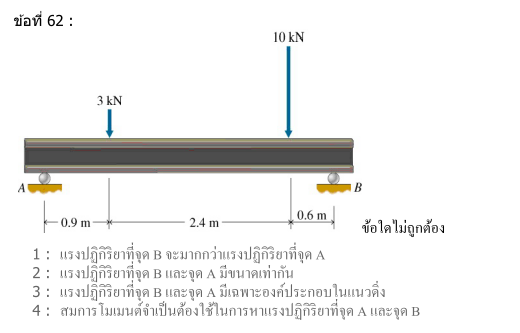 ข้อที่ 62 :
10 kN
3 kN
A
B
0.9 m
2.4 m
0.6 m
ข้อใดไม่ถูกต้อง
1 : แรงปฏิกิริยาที่จุด B จะมากกว่าแรงปฏิกิริยาที่จุด A
2 : แรงปฏิกิริยาที่จุด B และจุด A มีขนาดเท่ากัน
3 : แรงปฏิกิริยาที่จุด B และจุด A มีเฉพาะองค์ประกอบในแนวดิ่ง
4 : สมการโมเมนต์จำเป็นต้องใช้ในการหาแรงปฏิกิริยาที่จุด A และจุด B